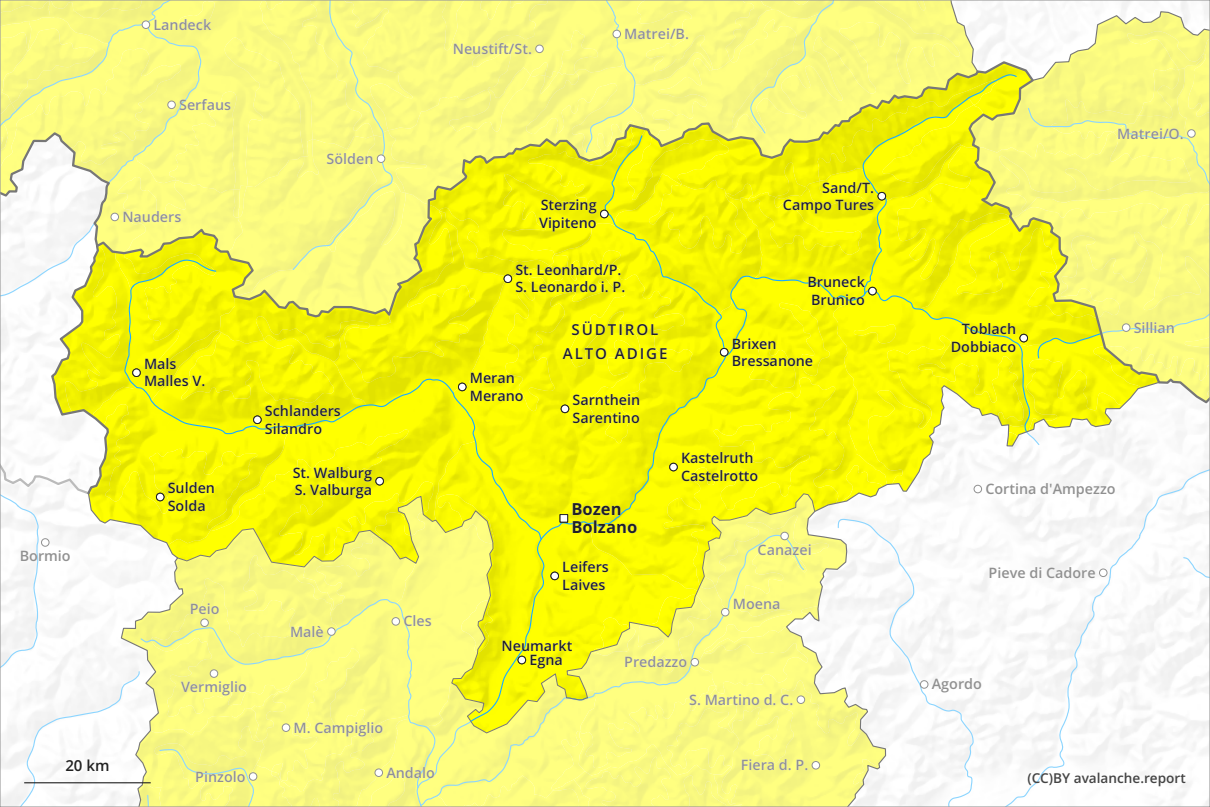 Landeck
Matrei/B.
Neustift/St.
Serfaus
Matrei/O.
Sölden
Sand/T.
Campo Tures
Sterzing
Vipiteno
Nauders
St. Leonhard/P.
S. Leonardo i. P.
Bruneck
Brunico
SÜDTIROL
ALTO ADIGE
Toblach
Dobbiaco
Sillian
Brixen
Bressanone
Mals
Malles V.
Meran
Merano
Sarnthein
Sarentino
Schlanders
Silandro
Kastelruth
Castelrotto
St. Walburg
S. Valburga
Sulden
Solda
Cortina d'Ampezzo
Bozen
Bolzano
Bormio
Canazei
Leifers
Laives
Pieve di Cadore
Peio
Moena
Cles
Malè
Neumarkt
Egna
Predazzo
Vermiglio
Agordo
S. Martino d. C.
M. Campiglio
Fiera d. P.
Andalo
Pinzolo
20 km
(CC)BY avalanche.report